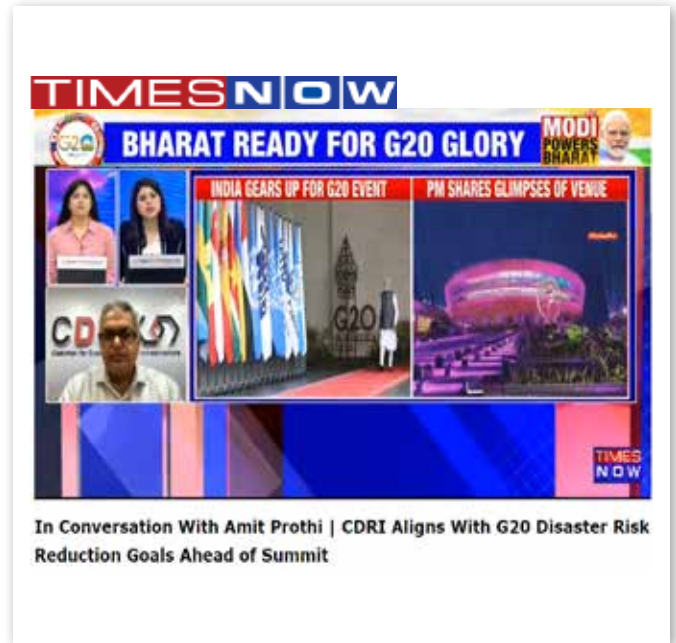 TIMES NOW
G20
BHARAT READY FOR G20 GLORY
MODI
POWERS
BHARAT
INDIA GEARS UP FOR G20 EVENT
PM SHARES GLIMPSES OF VENUE
G20
TIMES
NOW
In Conversation With Amit Prothi | CDRI Aligns With G20 Disaster Risk
Reduction Goals Ahead of Summit